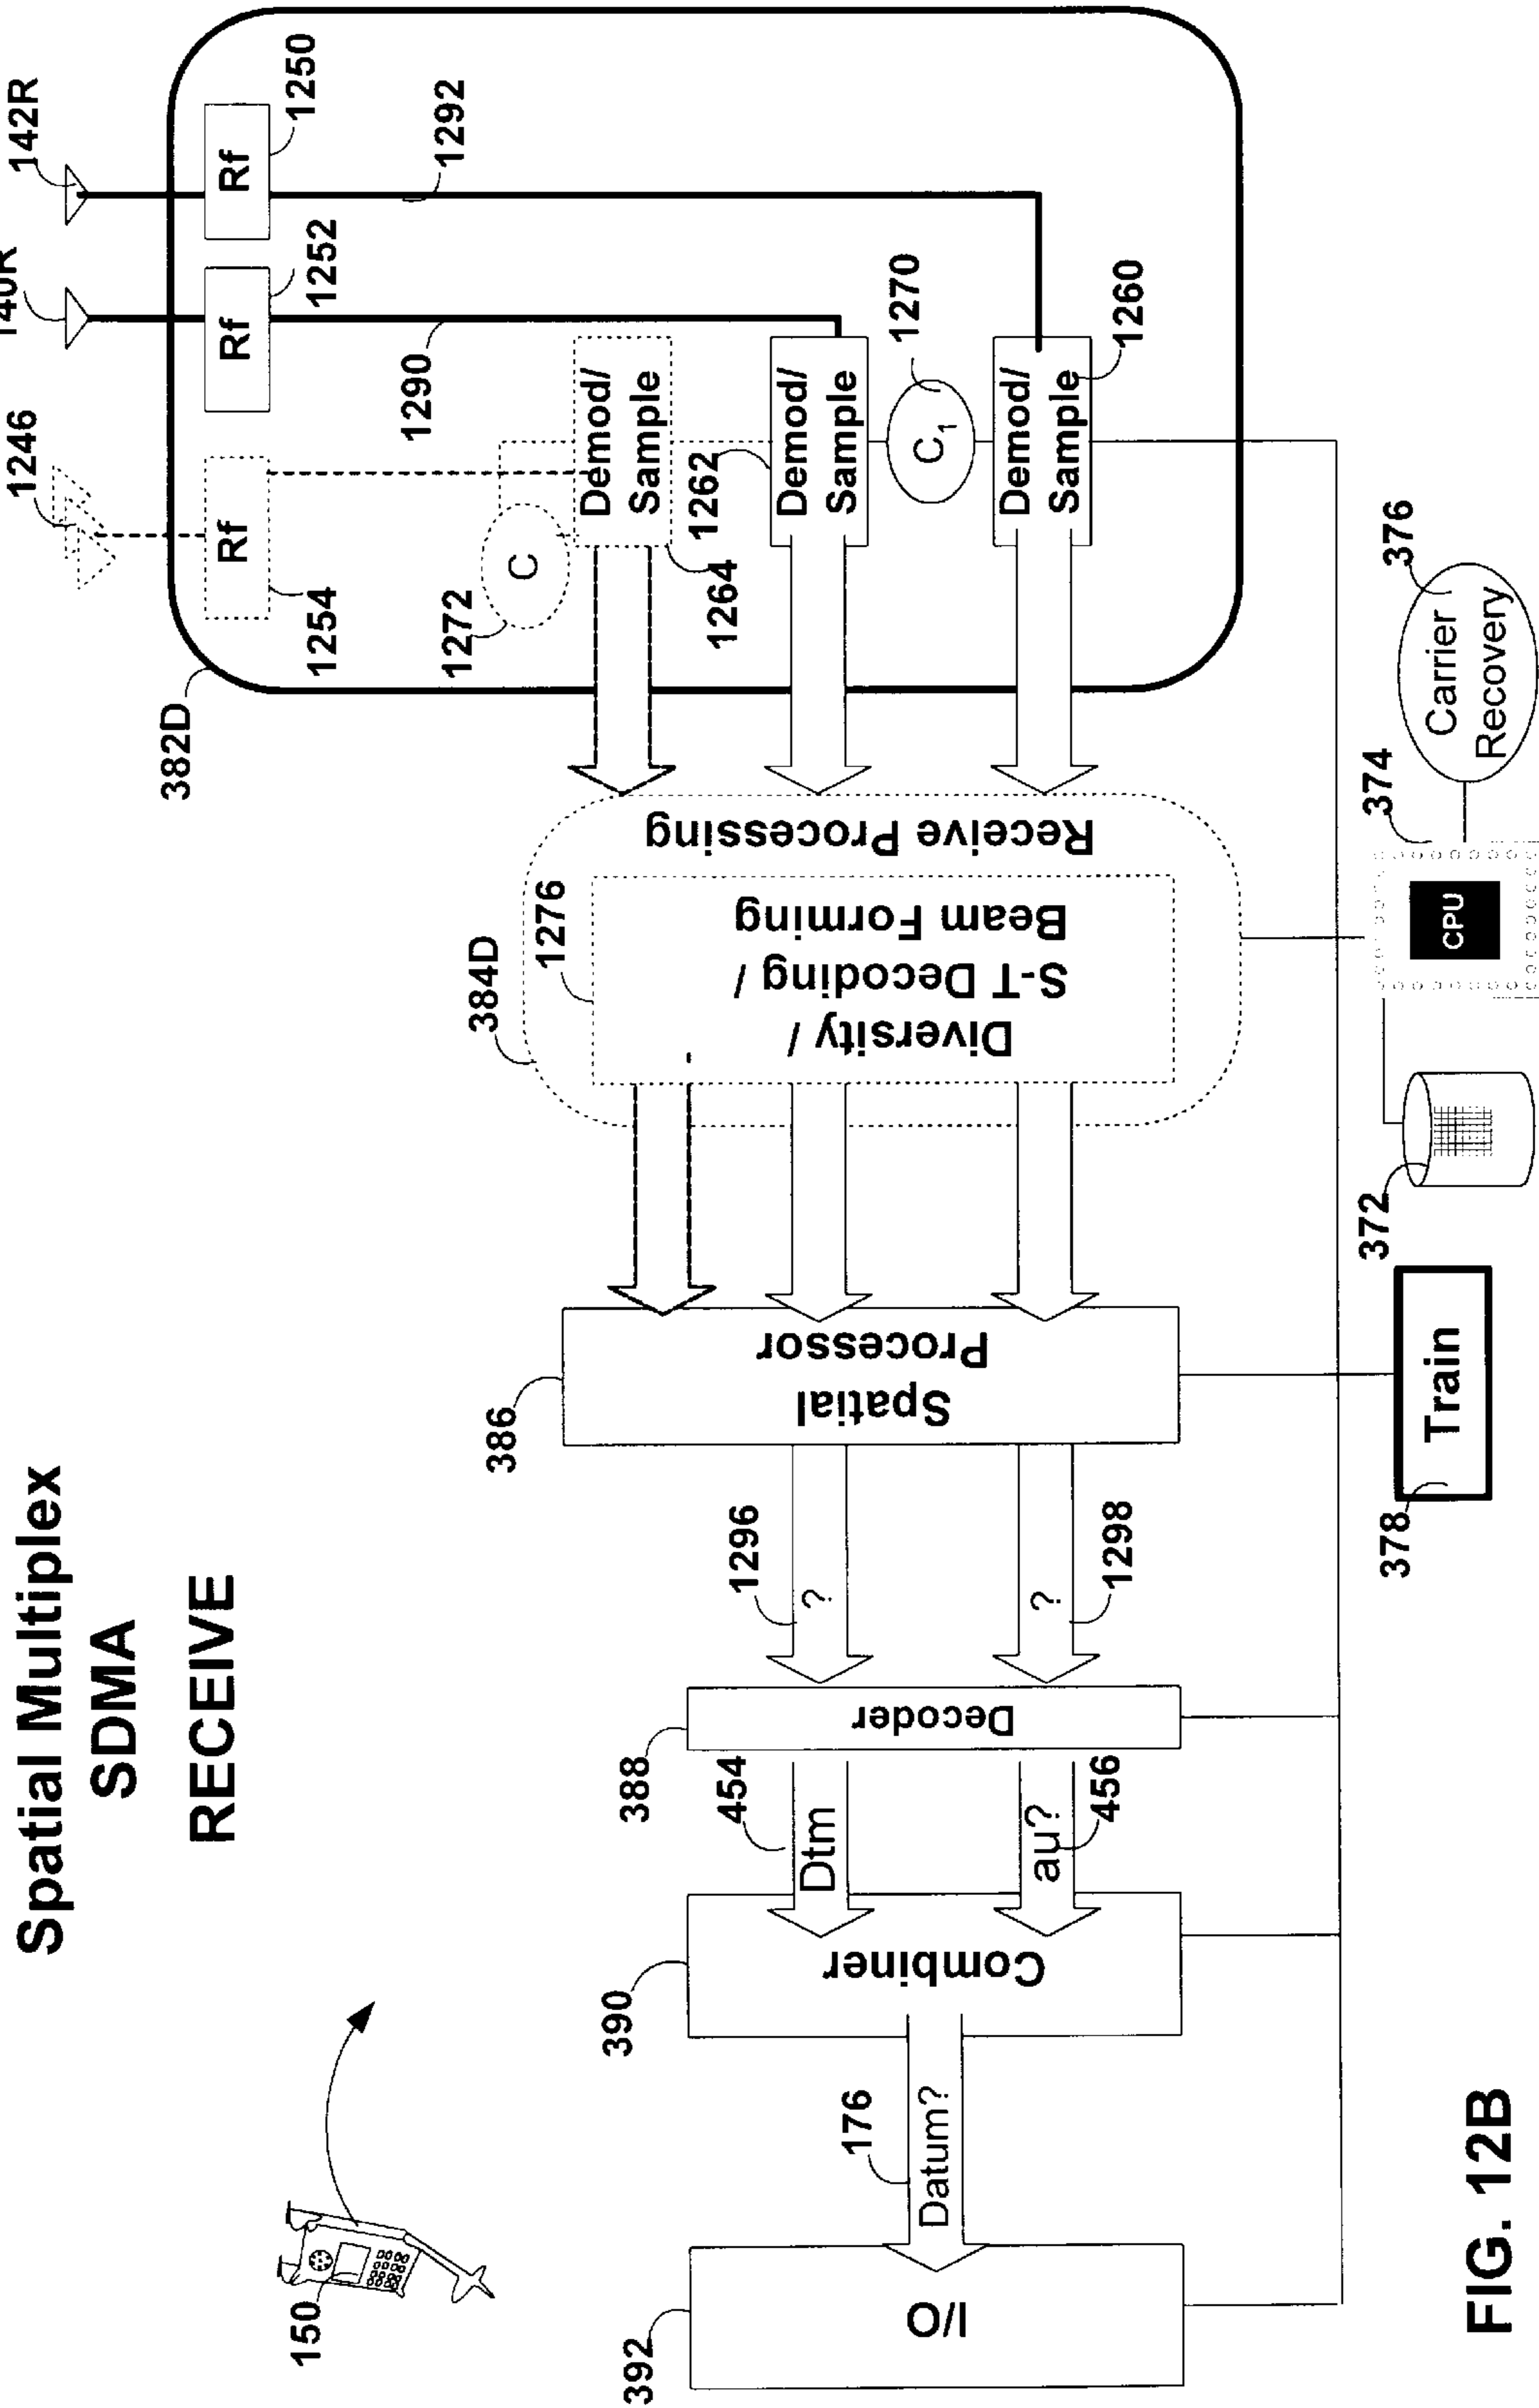 Spatial Multiplex
SDMA
RECEIVE
150
392
I/O
176
Datum?
390
Combiner
454
Dtm
au?
456
388
Decoder
1296
?
?
1298
386
Spatial
Processor
384D
1276
Diversity /
S-T Decoding /
Beam Forming
Receive Processing
382D
1246
140R
142R
Rf
1254
Rf
1252
Rf
1250
1290
1292
C
1272
Demod/
Sample
1264
Demod/
Sample
1262
C1
1270
Demod/
Sample
1260
378
Train
372
374
CPU
376
Carrier
Recovery
FIG. 12B